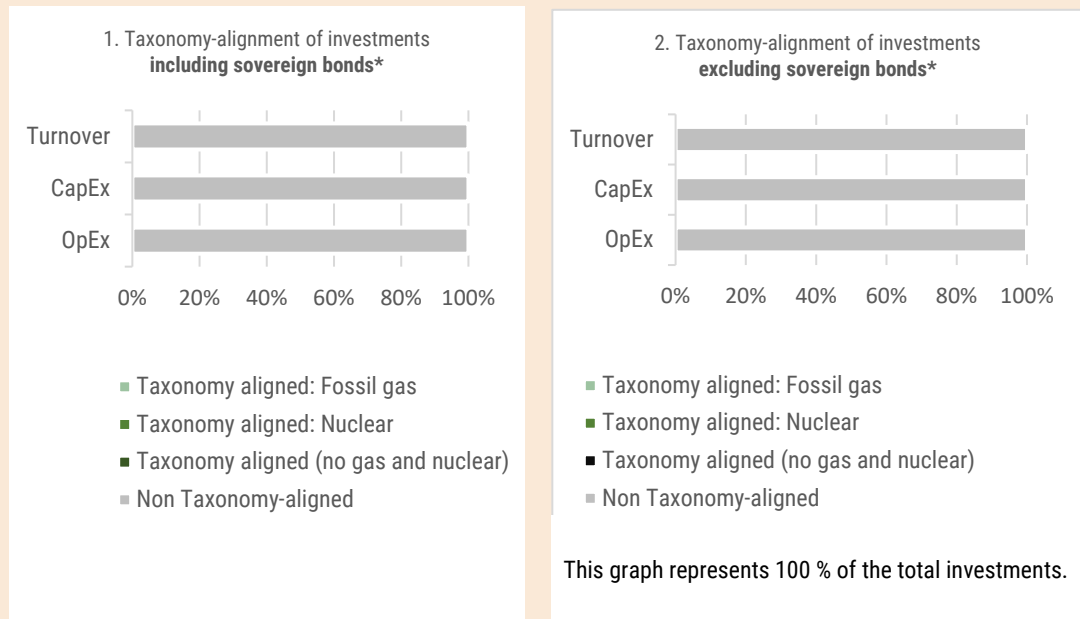 1. Taxonomy-alignment of investments
including sovereign bonds*
Turnover
CapEx
OpEx
0% 20% 40% 60% 80% 100%
Taxonomy aligned: Fossil gas
Taxonomy aligned: Nuclear
Taxonomy aligned (no gas and nuclear)
Non Taxonomy-aligned
2. Taxonomy-alignment of investments
excluding sovereign bonds*
Turnover
CapEx
OpEx
0% 20% 40% 60% 80% 100%
Taxonomy aligned: Fossil gas
Taxonomy aligned: Nuclear
Taxonomy aligned (no gas and nuclear)
Non Taxonomy-aligned
This graph represents 100 % of the total investments.